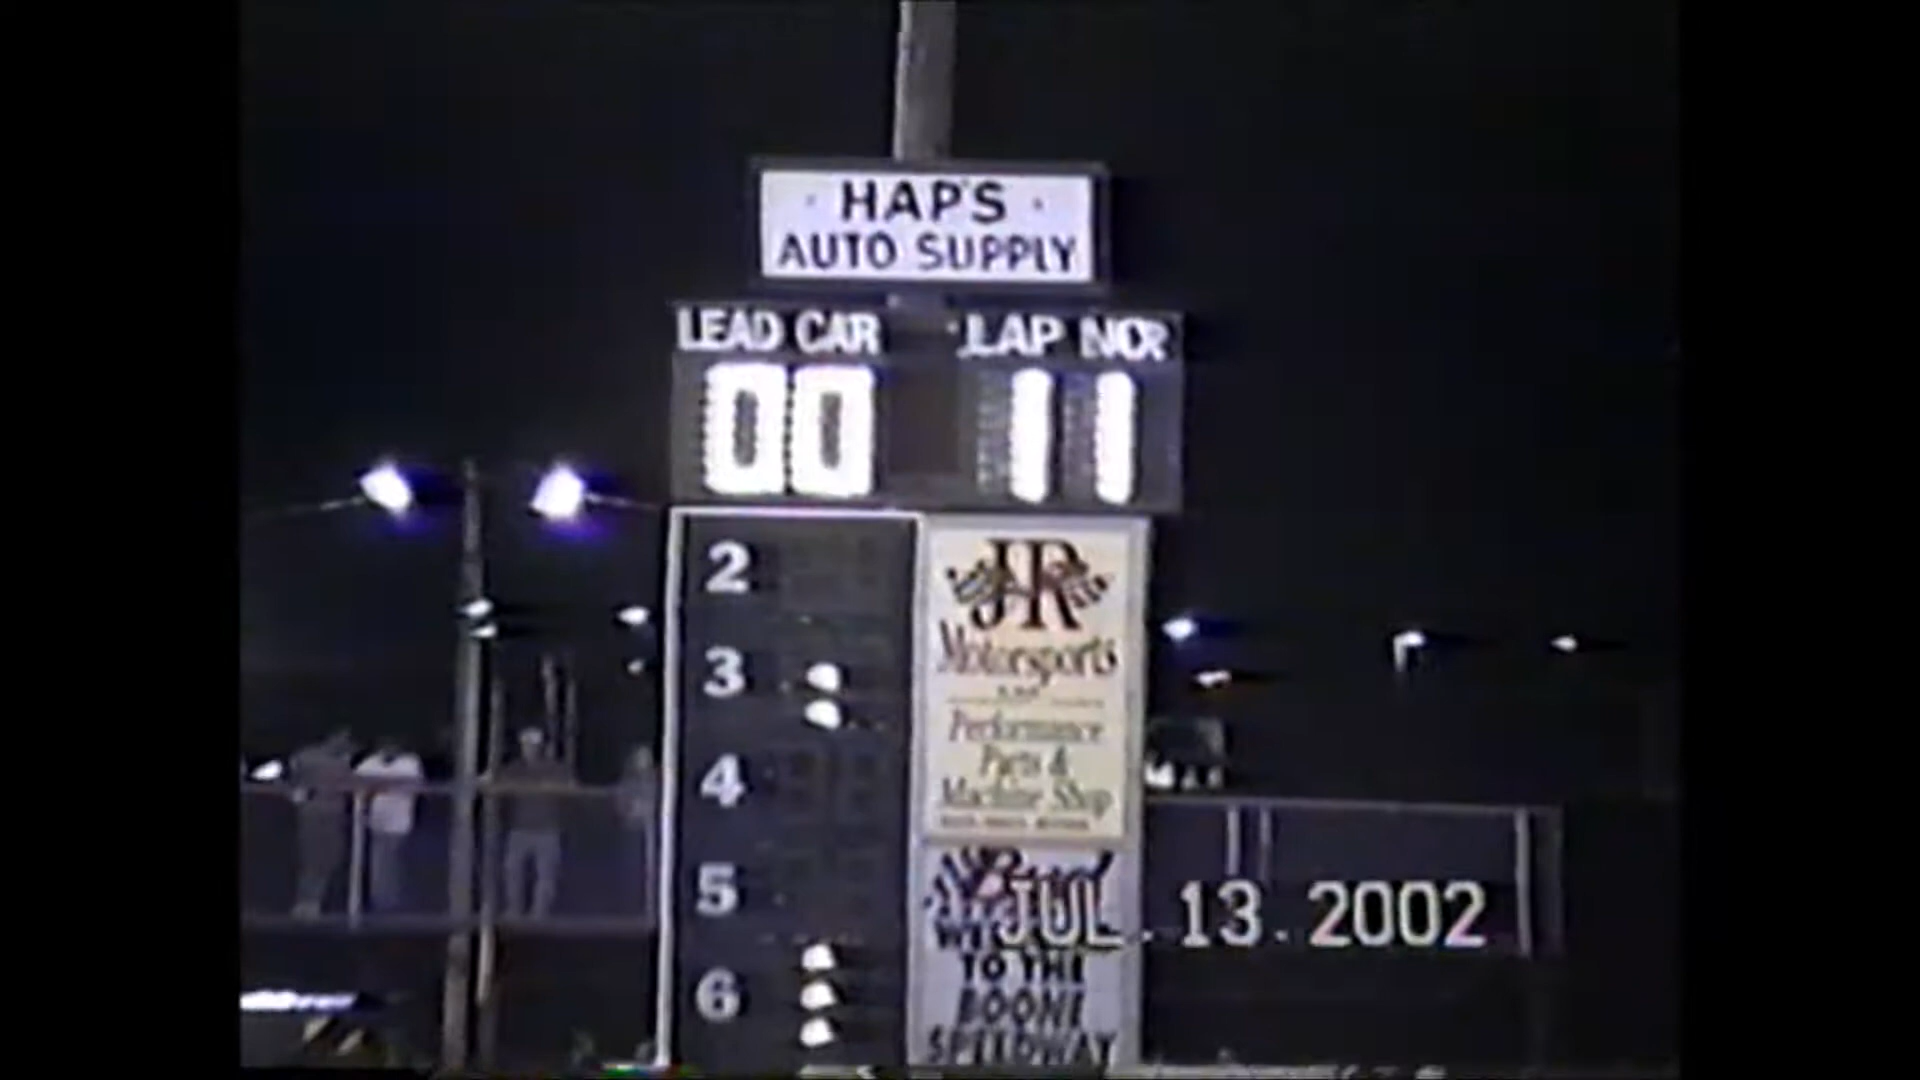 HAP'S
AUTO SUPPLY
LEAD CAR LAP NO
00 11
2
3
4
5
6
JR
Motorsports
Performance
Parts &
Machine Shop
TO THE
BOONE
SPEEDWAY
JUL. 13. 2002